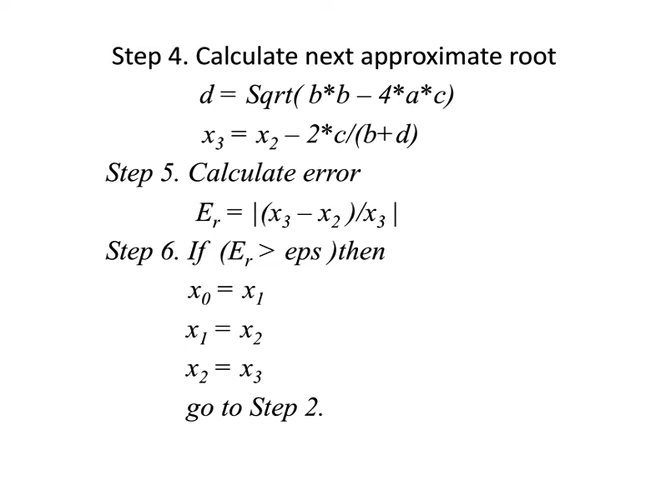 Step 4. Calculate next approximate root
d = Sqrt( b*b – 4*a*c)
x₃ = x₂ – 2*c/(b+d)
Step 5. Calculate error
Eᵣ = |(x₃ – x₂ )/x₃ |
Step 6. If (Eᵣ > eps )then
x₀ = x₁
x₁ = x₂
x₂ = x₃
go to Step 2.